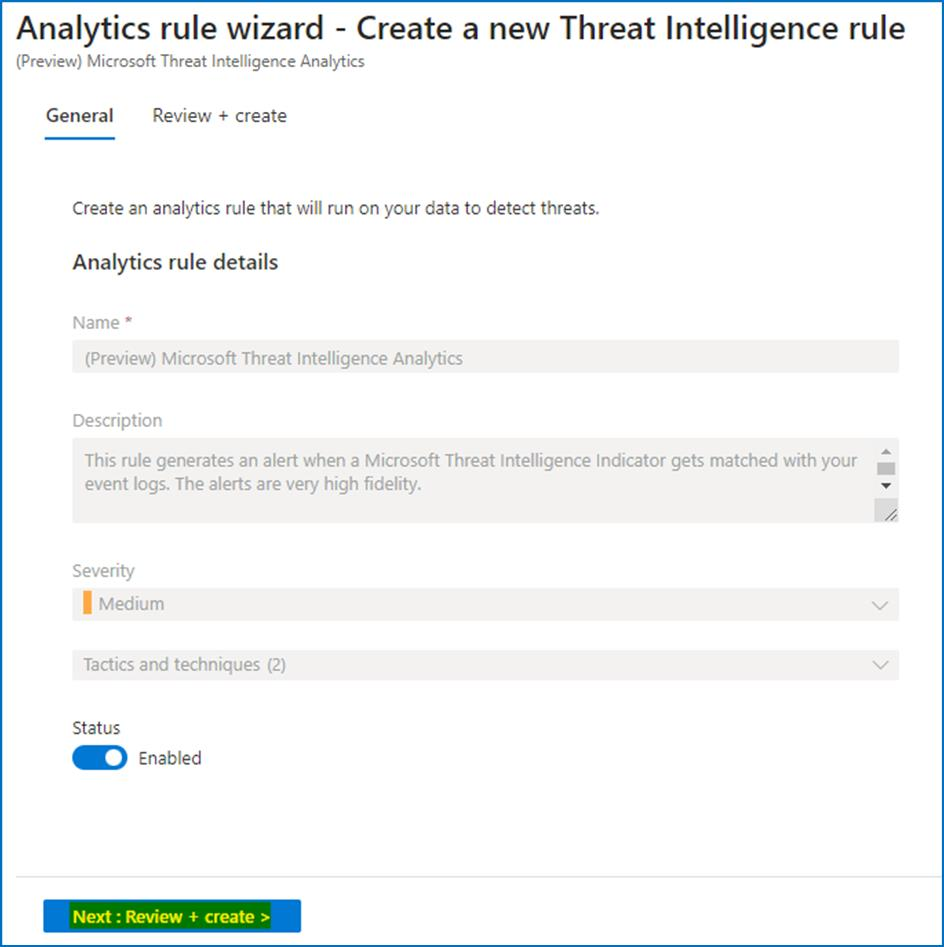 Analytics rule wizard - Create a new Threat Intelligence rule
(Preview) Microsoft Threat Intelligence Analytics
General Review + create
Create an analytics rule that will run on your data to detect threats.
Analytics rule details
Name *
(Preview) Microsoft Threat Intelligence Analytics
Description
This rule generates an alert when a Microsoft Threat Intelligence Indicator gets matched with your
event logs. The alerts are very high fidelity.
Severity
Medium
Tactics and techniques (2)
Status
Enabled
Next : Review + create >